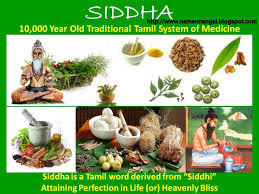 SIDDHA
http://www.namennengal.blogspot.com
10,000 Year Old Traditional Tamil System of Medicine
Siddha is a Tamil word derived from "Siddhi"
Attaining Perfection in Life (or) Heavenly Bliss